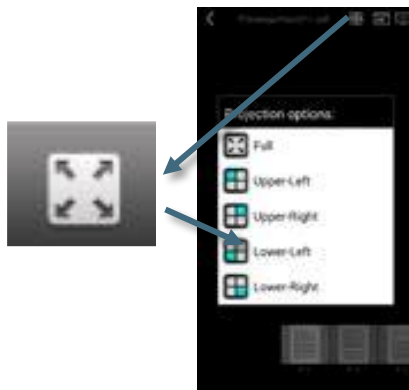 Projection options:
Full
Upper-Left
Upper-Right
Lower-Left
Lower-Right